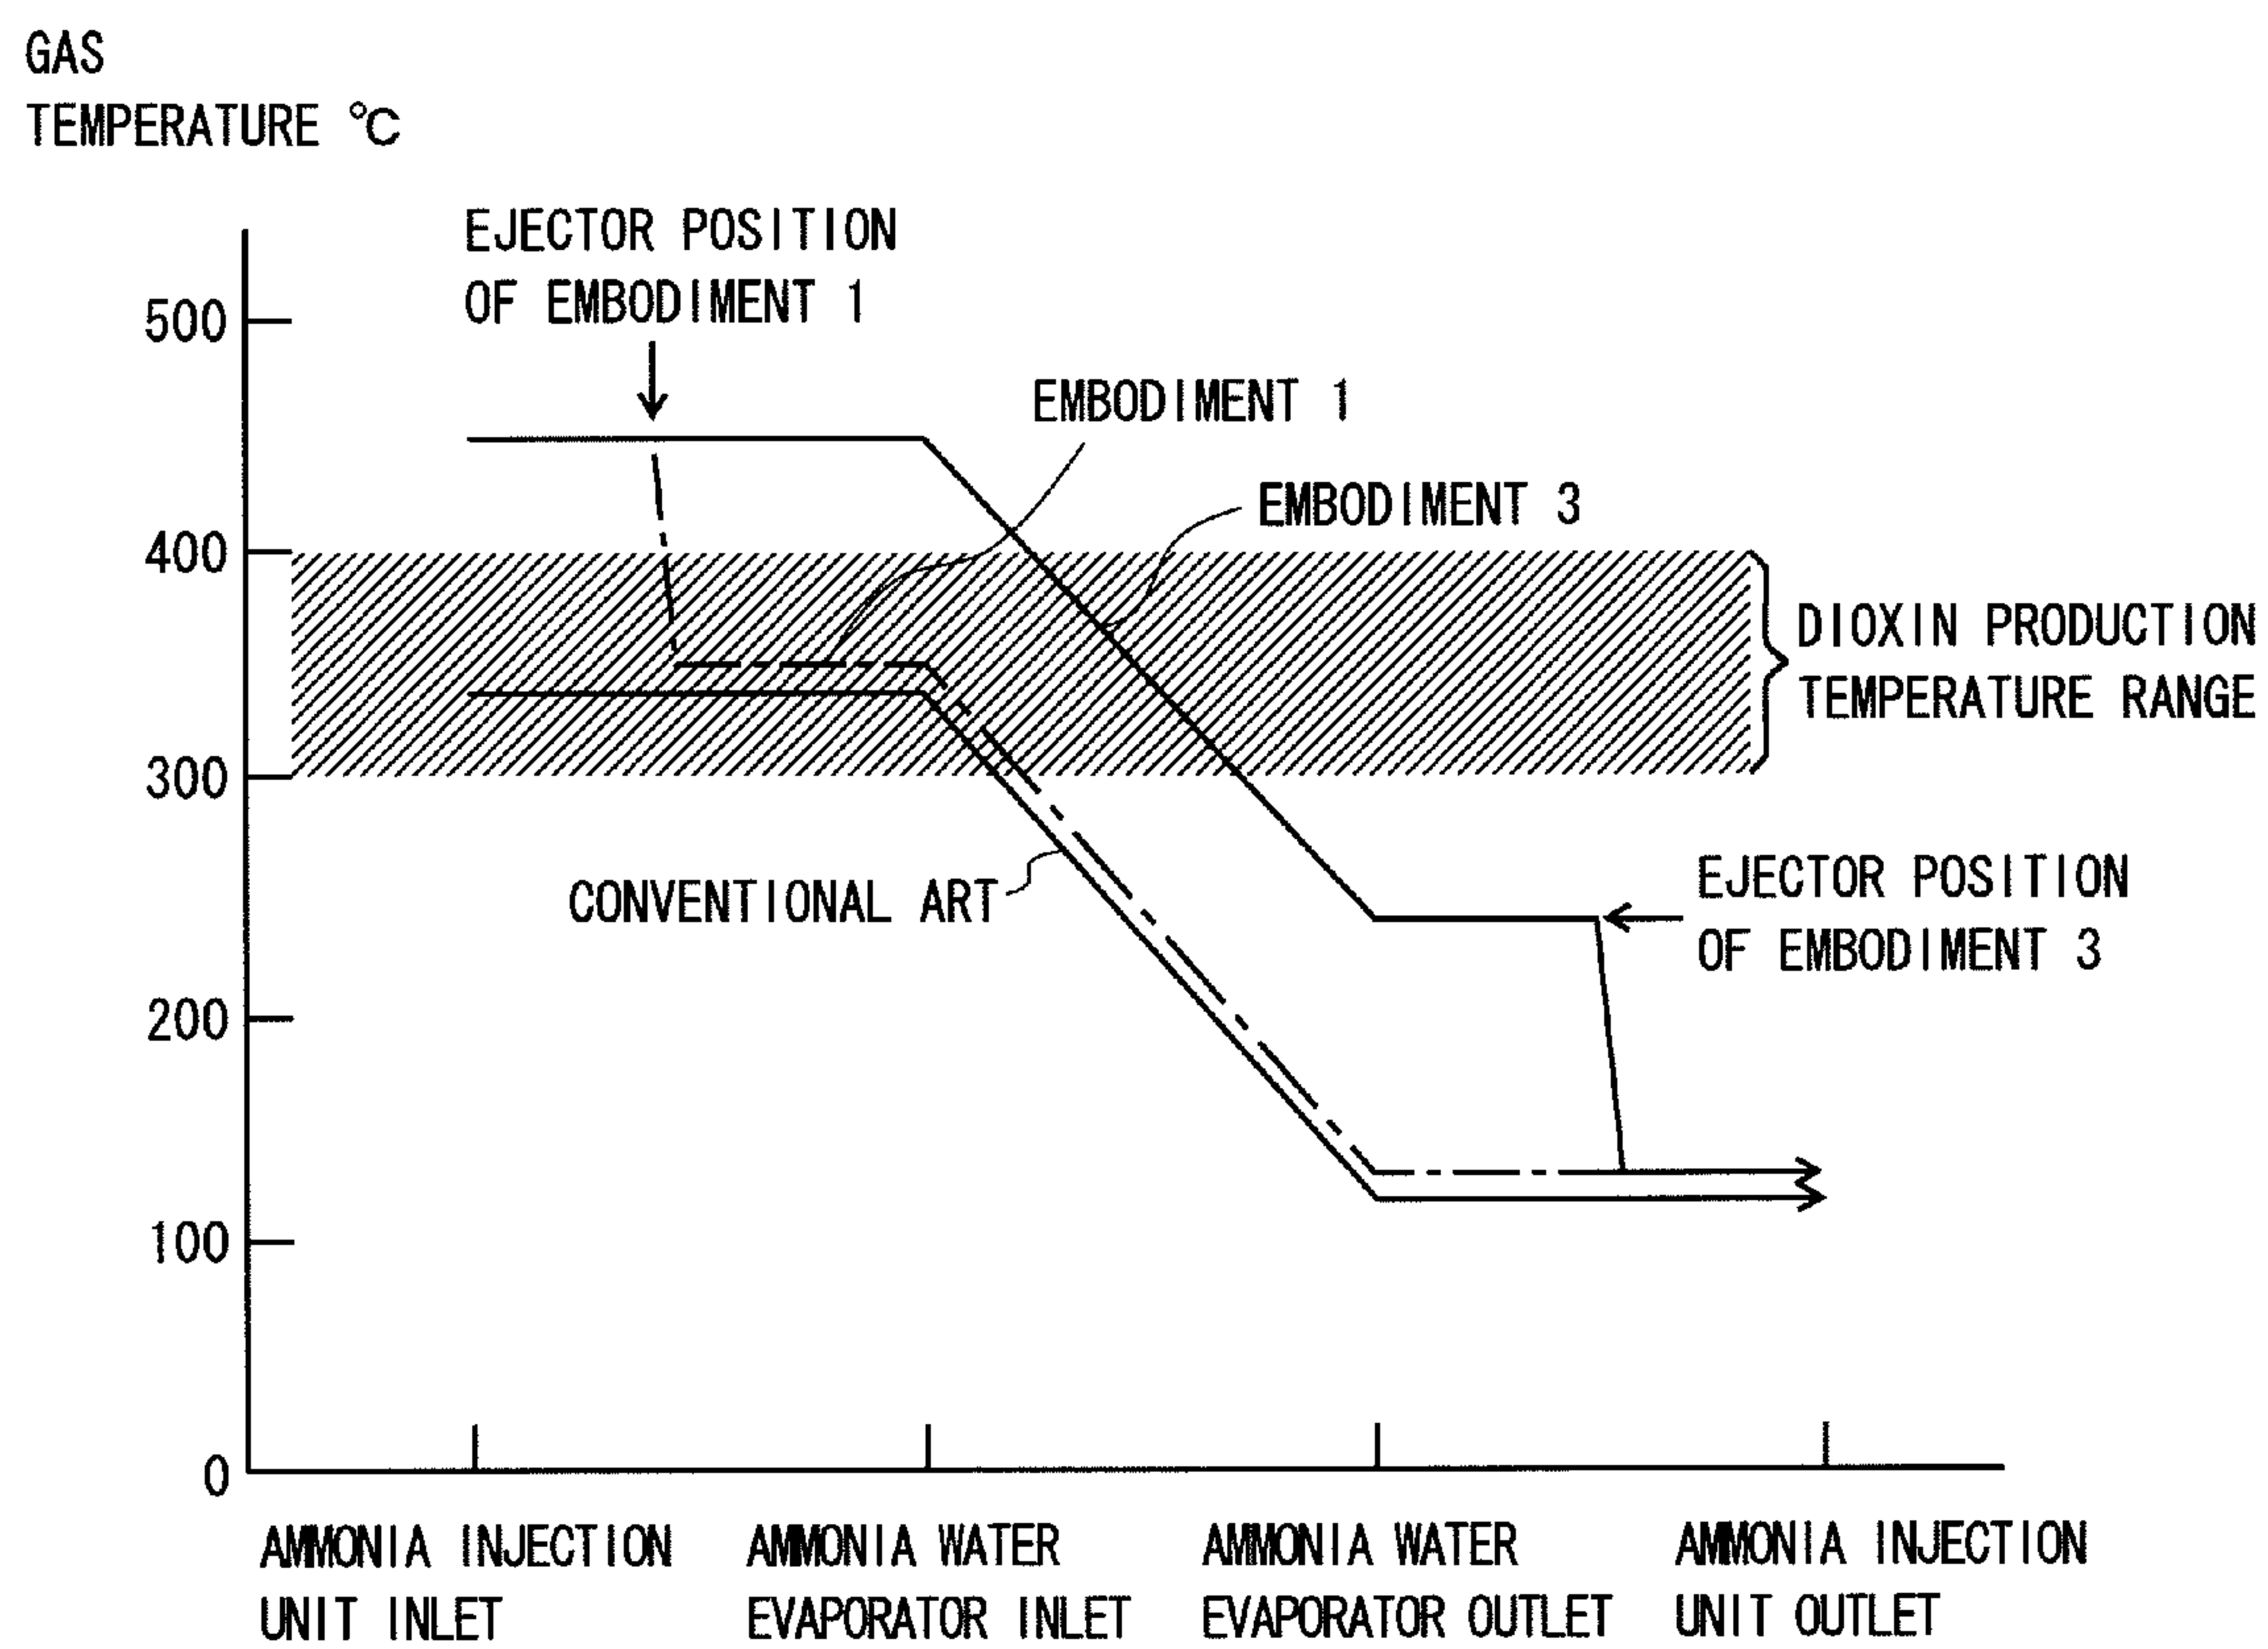 GAS
TEMPERATURE °C
EJECTOR POSITION
OF EMBODIMENT 1
500
EMBODIMENT 1
EMBODIMENT 3
400
DIOXIN PRODUCTION
TEMPERATURE RANGE
300
CONVENTIONAL ART
EJECTOR POSITION
OF EMBODIMENT 3
200
100
0
AMMONIA INJECTION
UNIT INLET
AMMONIA WATER
EVAPORATOR INLET
AMMONIA WATER
EVAPORATOR OUTLET
AMMONIA INJECTION
UNIT OUTLET